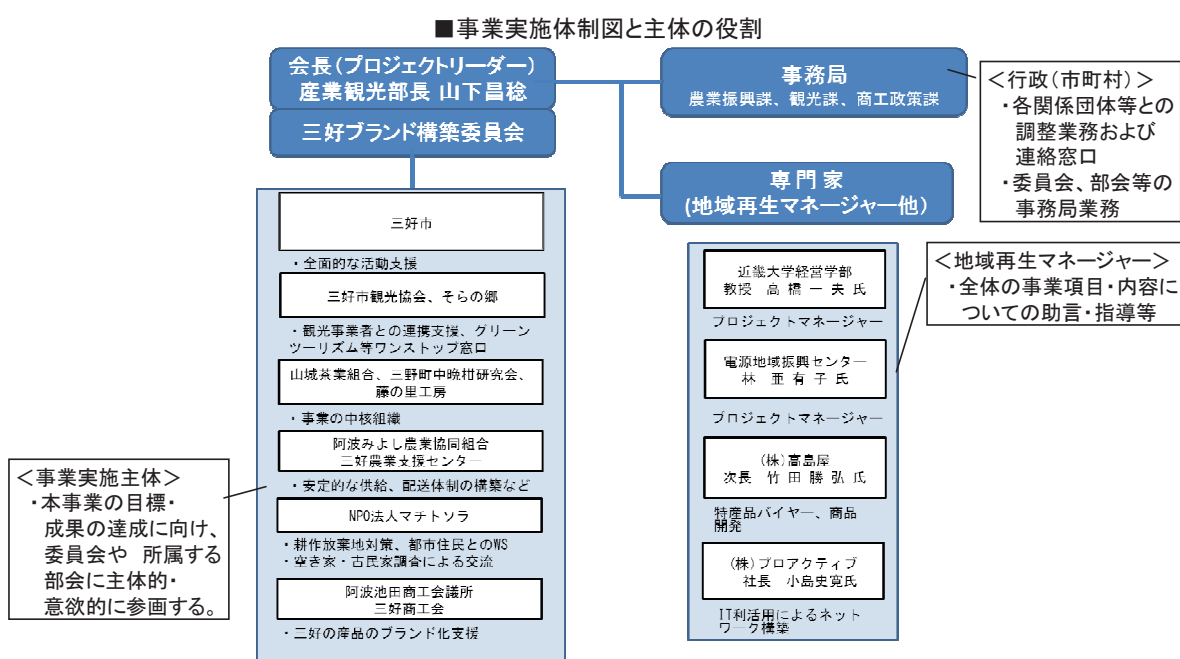 ■事業実施体制図と主体の役割
会長(プロジェクトリーダー)
産業観光部長 山下昌稔
三好ブランド構築委員会
事務局
農業振興課、観光課、商工政策課
＜行政(市町村)＞
・各関係団体等との
調整業務および
連絡窓口
・委員会、部会等の
事務局業務
専門家
(地域再生マネージャー他)
三好市
・全面的な活動支援
三好市観光協会、そらの郷
・観光事業者との連携支援、グリーン
ツーリズム等ワンストップ窓口
山城茶業組合、三野町中晩柑研究会、
藤の里工房
・事業の中核組織
阿波みよし農業協同組合
三好農業支援センター
・安定的な供給、配送体制の構築など
NPO法人マチトソラ
・耕作放棄地対策、都市住民とのWS
・空き家・古民家調合による交流
阿波池田商工会議所
三好商工会
・三好の産品のブランド化支援
＜事業実施主体＞
・本事業の目標・
成果の達成に向け、
委員会や 所属する
部会に主体的・
意欲的に参画する。
近畿大学経営学部
教授 高橋一夫 氏
プロジェクトマネージャー
電源地域振興センター
林 亜有子 氏
プロジェクトマネージャー
(株)高島屋
次長 竹田勝弘 氏
特産品バイヤー、商品
開発
(株)プロアクティブ
社長 小島史寛氏
IT利活用によるネット
ワーク構築
＜地域再生マネージャー＞
・全体の事業項目・内容に
ついての助言・指導等